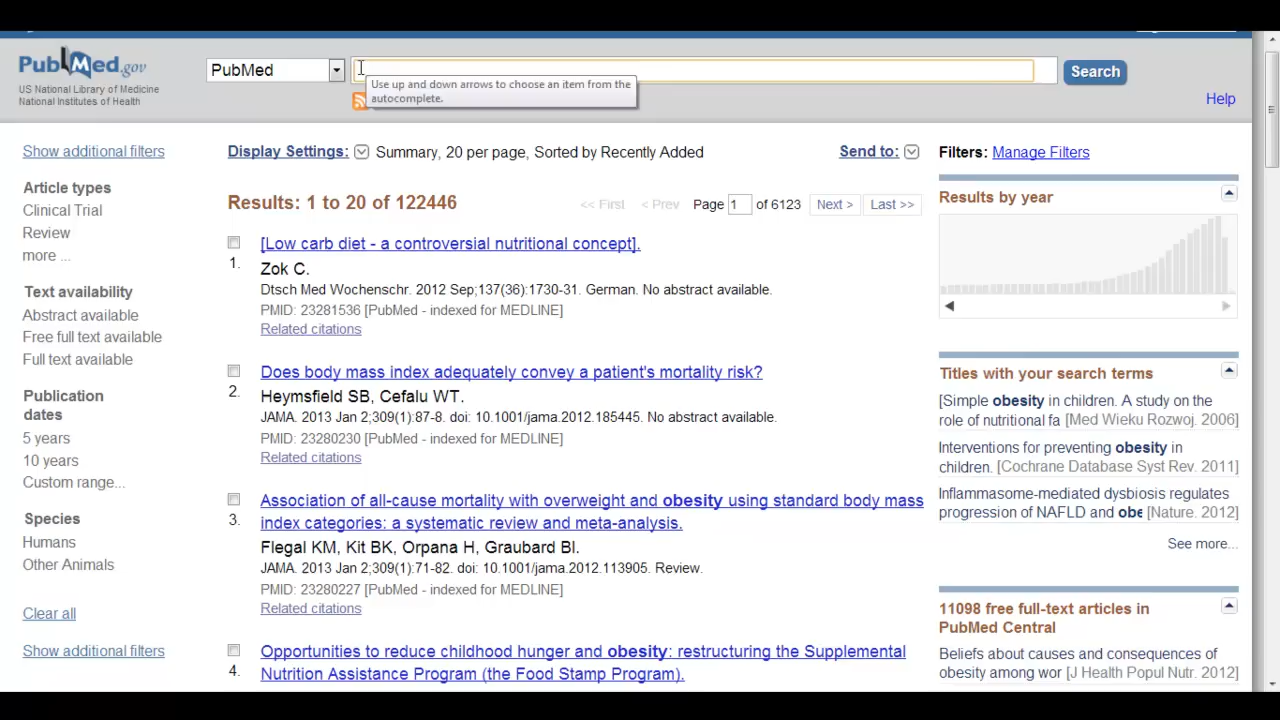 PubMed.gov
US National Library of Medicine
National Institutes of Health
PubMed
Search
Use up and down arrows to choose an item from the
autocomplete.
Help
Show additional filters
Article types
Clinical Trial
Review
more ...
Text availability
Abstract available
Free full text available
Full text available
Publication
dates
5 years
10 years
Custom range...
Species
Humans
Other Animals
Clear all
Show additional filters
Display Settings: Summary, 20 per page, Sorted by Recently Added
Send to:
Results: 1 to 20 of 122446
<< First < Prev Page 1 of 6123 Next > Last >>
[Low carb diet - a controversial nutritional concept].
1.
Zok C.
Dtsch Med Wochenschr. 2012 Sep;137(36):1730-31. German. No abstract available.
PMID: 23281536 [PubMed - indexed for MEDLINE]
Related citations
Does body mass index adequately convey a patient's mortality risk?
2.
Heymsfield SB, Cefalu WT.
JAMA. 2013 Jan 2;309(1):87-8. doi: 10.1001/jama.2012.185445. No abstract available.
PMID: 23280230 [PubMed - indexed for MEDLINE]
Related citations
Association of all-cause mortality with overweight and obesity using standard body mass
3.
index categories: a systematic review and meta-analysis.
Flegal KM, Kit BK, Orpana H, Graubard BI.
JAMA. 2013 Jan 2;309(1):71-82. doi: 10.1001/jama.2012.113905. Review.
PMID: 23280227 [PubMed - indexed for MEDLINE]
Related citations
Opportunities to reduce childhood hunger and obesity: restructuring the Supplemental
4.
Nutrition Assistance Program (the Food Stamp Program).
Filters: Manage Filters
Results by year
Titles with your search terms
[Simple obesity in children. A study on the
role of nutritional fa [Med Wieku Rozwoj. 2006]
Interventions for preventing obesity in
children. [Cochrane Database Syst Rev. 2011]
Inflammasome-mediated dysbiosis regulates
progression of NAFLD and obe [Nature. 2012]
See more...
11098 free full-text articles in
PubMed Central
Beliefs about causes and consequences of
obesity among wor [J Health Popul Nutr. 2012]